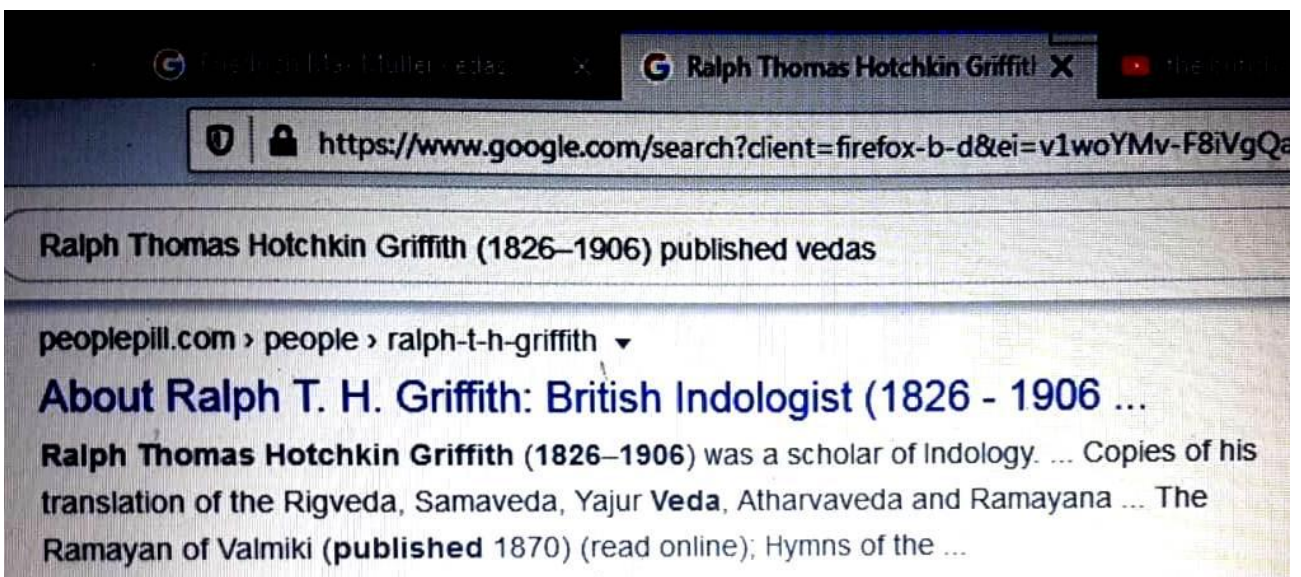 Ralph Thomas Hotchkin Griffitl
https://www.google.com/search?client=firefox-b-d&ei=v1woYMv-F8iVgQa
Ralph Thomas Hotchkin Griffith (1826–1906) published vedas
peoplepill.com › people › ralph-t-h-griffith
About Ralph T. H. Griffith: British Indologist (1826 - 1906 ...
Ralph Thomas Hotchkin Griffith (1826–1906) was a scholar of Indology. ... Copies of his
translation of the Rigveda, Samaveda, Yajur Veda, Atharvaveda and Ramayana ... The
Ramayan of Valmiki (published 1870) (read online); Hymns of the ...